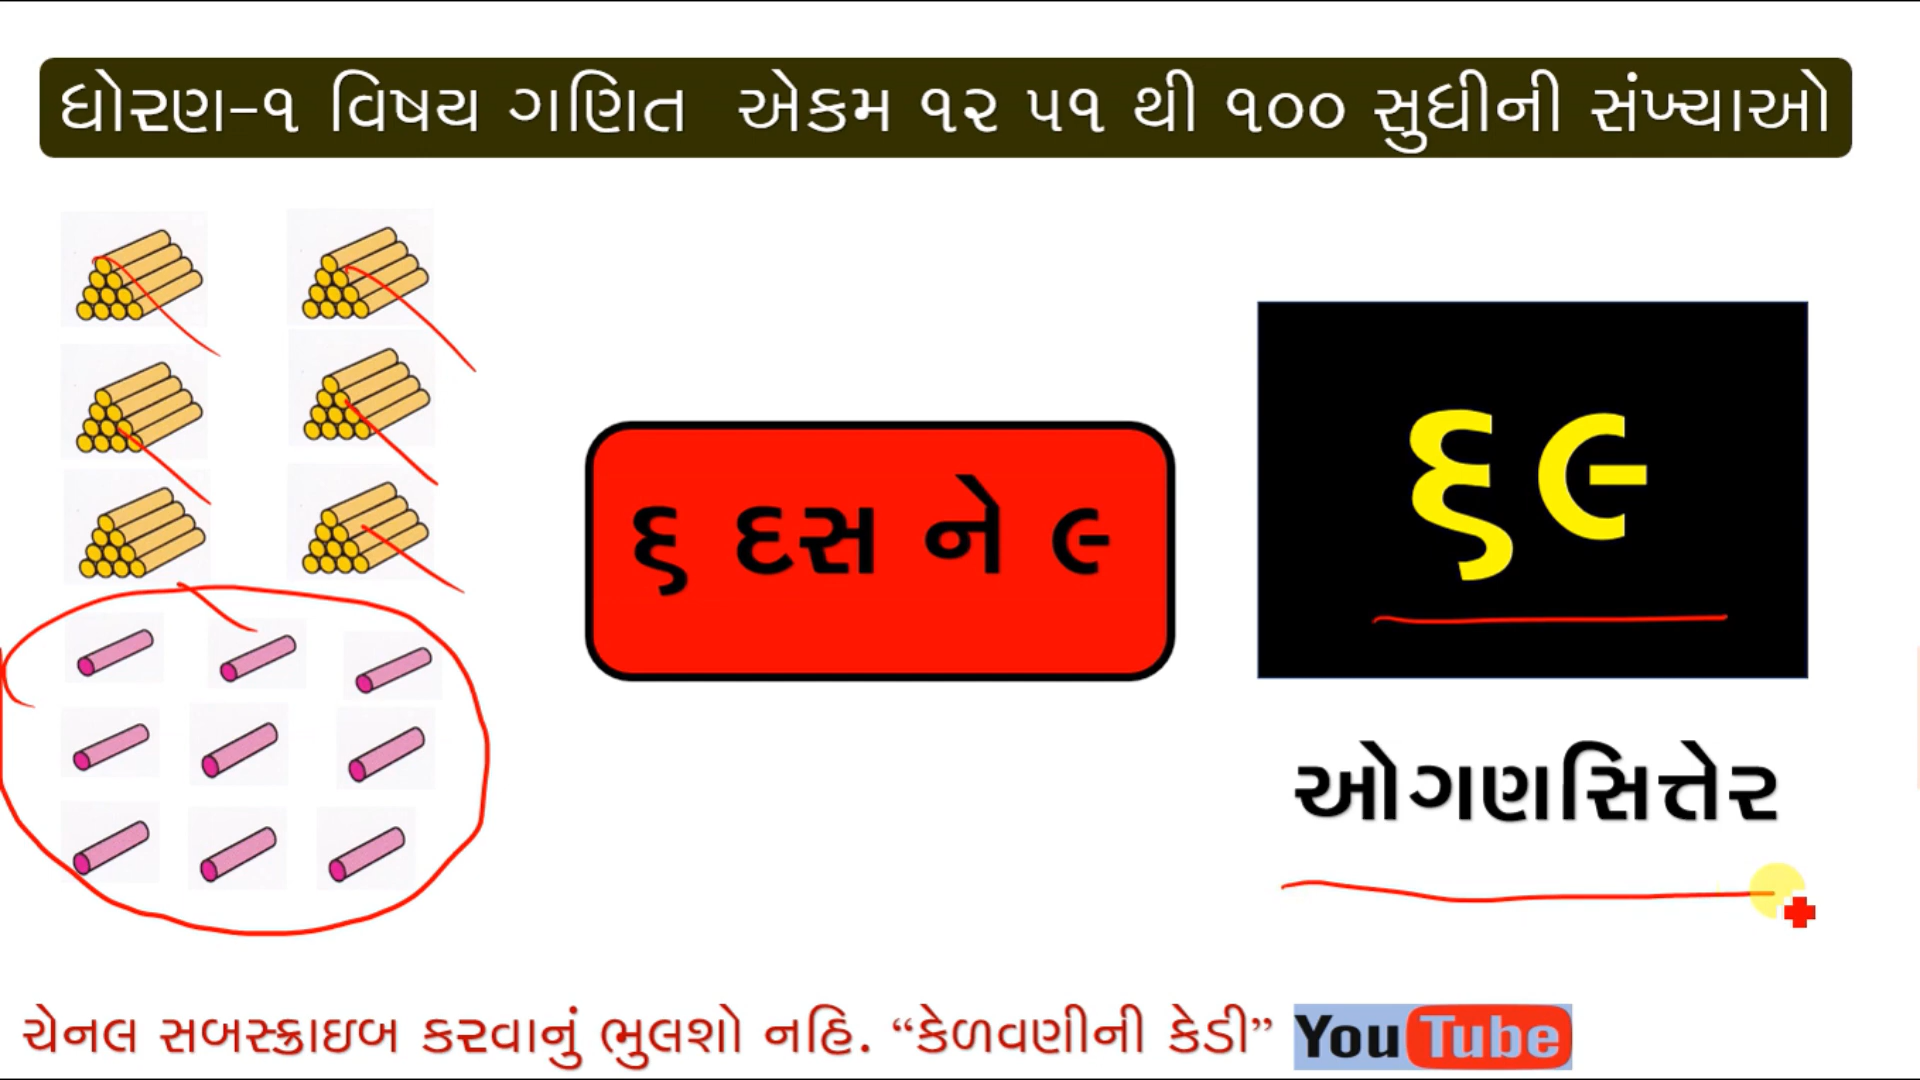 ધોરણ-૧ વિષય ગણિત એકમ ૧૨ ૫૧ થી ૧૦૦ સુધીની સંખ્યાઓ
૬ દસ ને ૯
૬૯
ઓગણસિત્તેર
ચેનલ સબસ્ક્રાઇબ કરવાનું ભુલશો નહિ. “કેળવણીની કેડી” YouTube